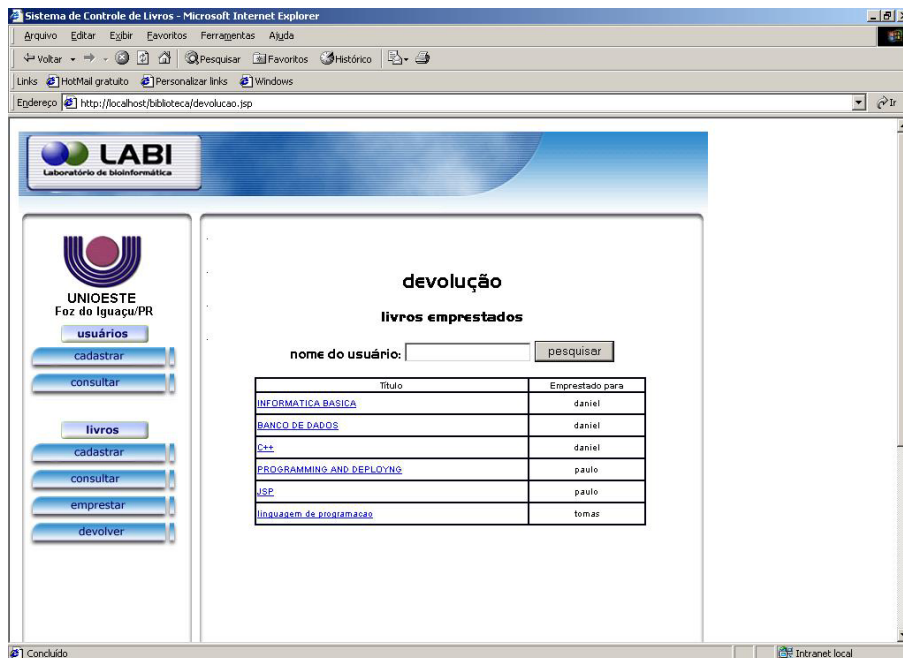 Sistema de Controle de Livros - Microsoft Internet Explorer
Arquivo Editar Exibir Favoritos Ferramentas Ajuda
Voltar Pesquisar Favoritos Histórico
Links HotMail gratuito Personalizar links Windows
Endereço http://localhost/biblioteca/devolucao.jsp Ir
LABI
Laboratório de bioinformática
UNIOESTE
Foz do Iguaçu/PR
usuários
cadastrar
consultar
livros
cadastrar
consultar
emprestar
devolver
devolução
livros emprestados
nome do usuário: pesquisar
Título Emprestado para
INFORMATICA BASICA daniel
BANCO DE DADOS daniel
C++ daniel
PROGRAMMING AND DEPLOYNG paulo
JSP paulo
linguagem de programacao tomas
Concluído Intranet local